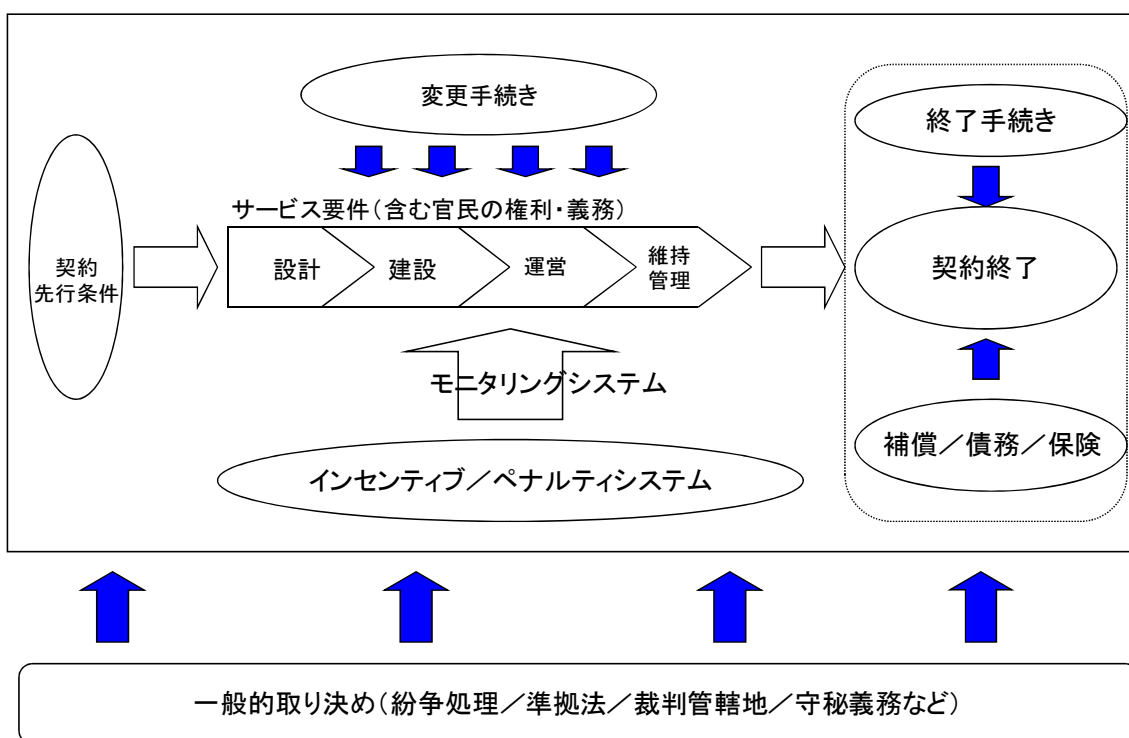 変更手続き
終了手続き
サービス要件(含む官民の権利・義務)
契約
先行条件
設計
建設
運営
維持
管理
契約終了
モニタリングシステム
補償/債務/保険
インセンティブ/ペナルティシステム
一般的取り決め(紛争処理/準拠法/裁判管轄地/守秘義務など)